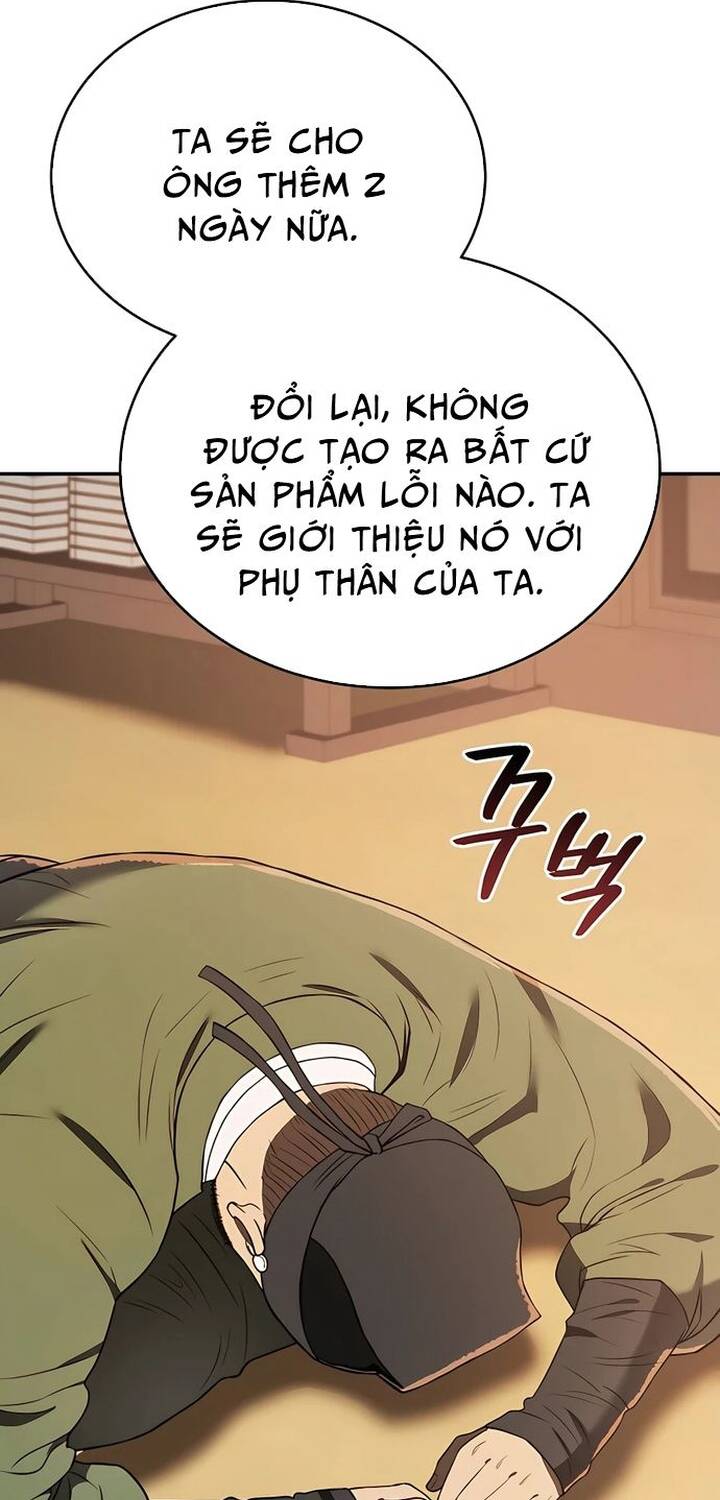 TA SẼ CHO
ÔNG THÊM 2
NGÀY NỮA.
ĐỔI LẠI, KHÔNG
ĐƯỢC TẠO RA BẤT CỨ
SẢN PHẨM LỖI NÀO. TA
SẼ GIỚI THIỆU NÓ VỚI
PHỤ THÂN CỦA TA.
구벅